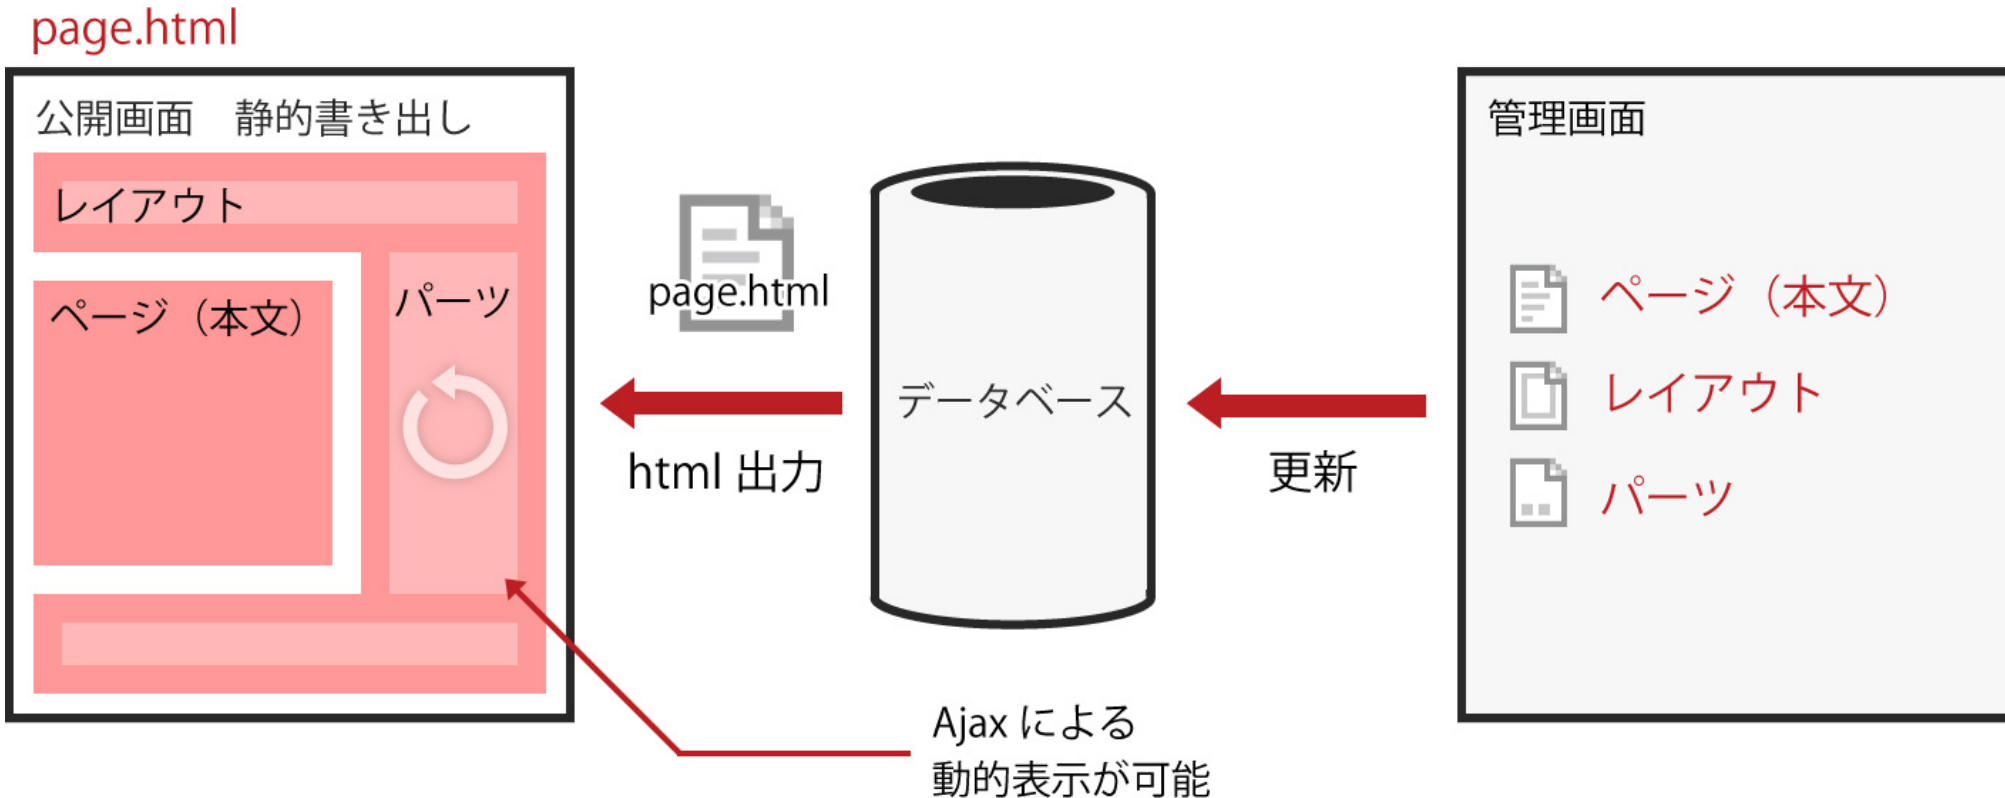 page.html
公開画面　静的書き出し
レイアウト
ページ（本文）
パーツ
page.html
html 出力
データベース
更新
管理画面
ページ（本文）
レイアウト
パーツ
Ajax による
動的表示が可能